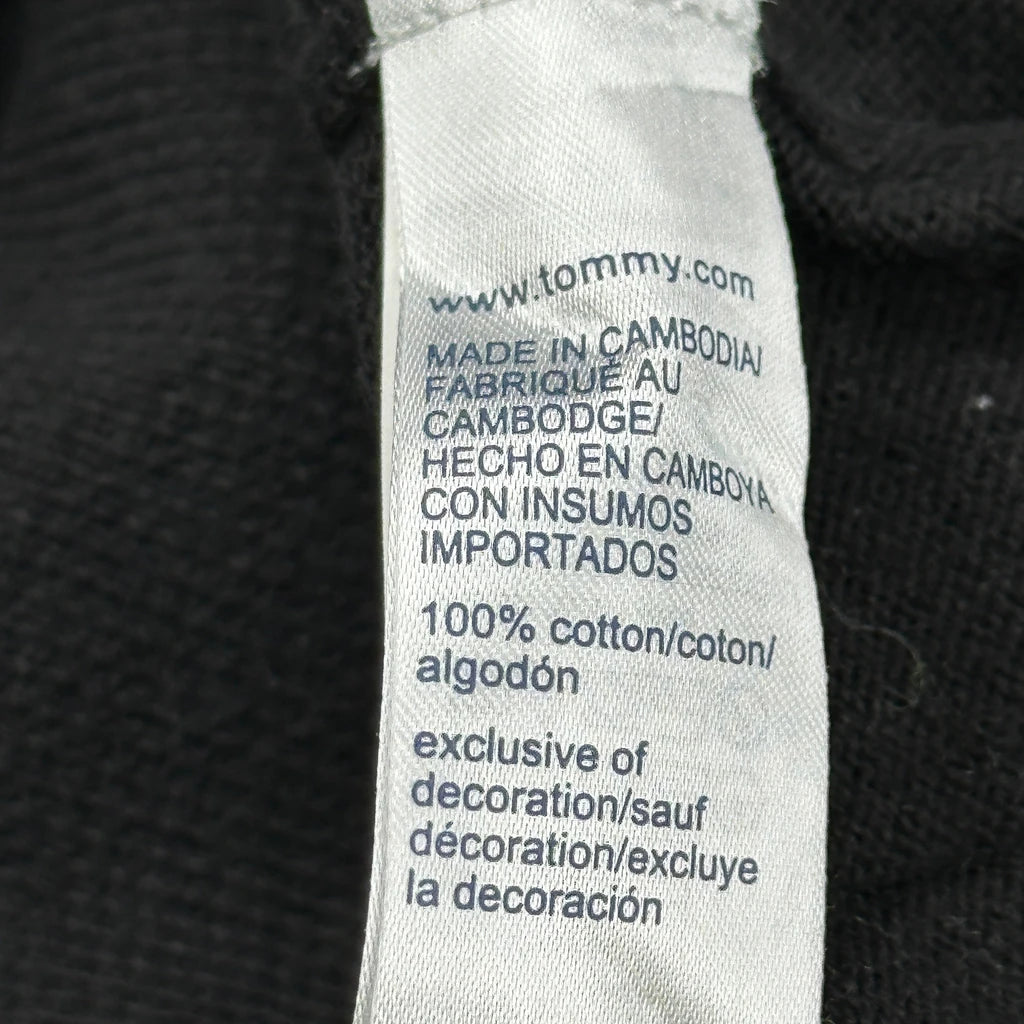 www.tommy.com
MADE IN CAMBODIA/
FABRIQUÉ AU
CAMBODGE/
HECHO EN CAMBOYA
CON INSUMOS
IMPORTADOS
100% cotton/coton/
algodón
exclusive of
decoration/sauf
décoration/excluye
la decoración